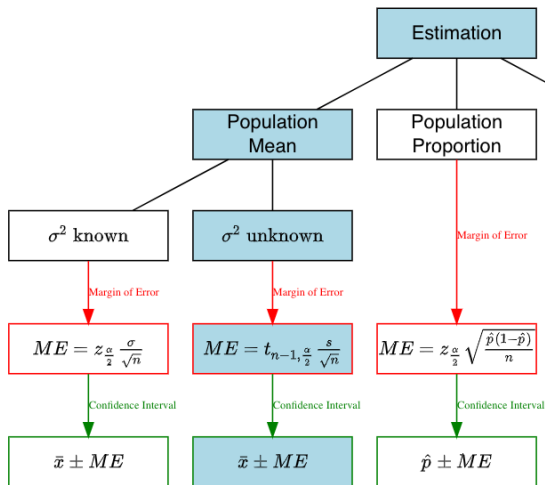 Estimation
Population
Mean
Population
Proportion
σ² known
σ² unknown
Margin of Error
Margin of Error
Margin of Error
ME = z_{α/2} σ/√n
ME = t_{n−1, α/2} s/√n
ME = z_{α/2} √(p̂(1−p̂)/n)
Confidence Interval
Confidence Interval
Confidence Interval
x̄ ± ME
x̄ ± ME
p̂ ± ME